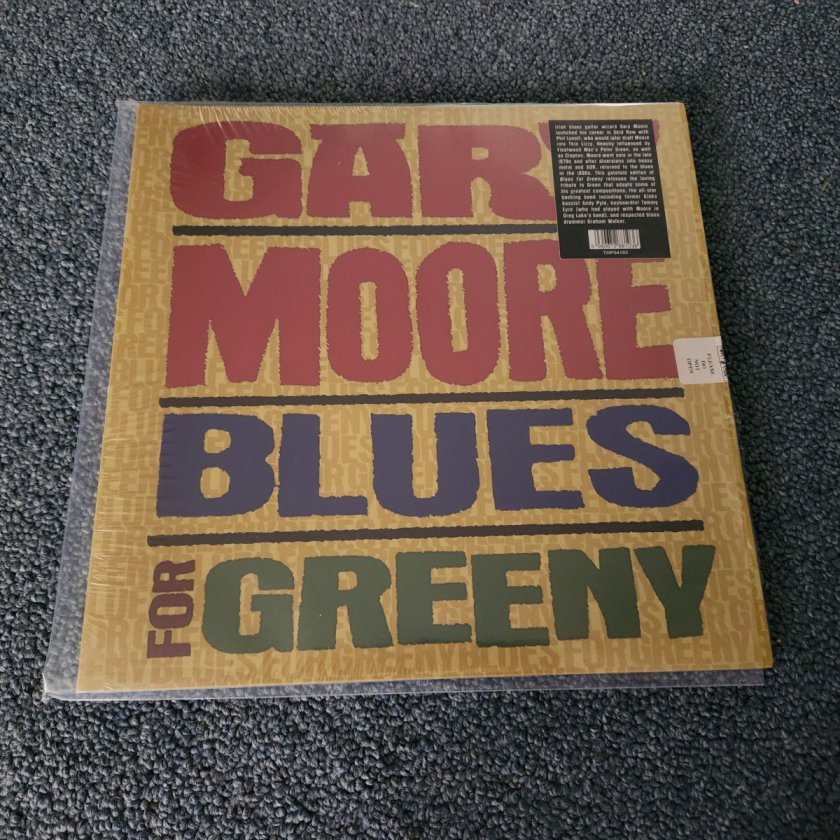 GARY
MOORE
BLUES
FOR GREENY
Irish blues guitar wizard Gary Moore
launched his career in Skid Row with
Phil Lynott, who would later draft Moore
into Thin Lizzy. Heavily influenced by
Fleetwood Mac's Peter Green, as well
as Clapton, Moore went solo in the late
1970s and after diversions into heavy
metal and AOR, returned to the blues
in the 1990s. This gatefold edition of
Blues For Greeny reissues the loving
tribute to Green that adapts some of
his greatest compositions, the all-star
backing band including former Kinks
bassist Andy Pyle, keyboardist Tommy
Eyre (who had played with Moore in
Greg Lake's band), and respected blues
drummer Graham Walker.
TDP54103
PLEASE
DO
NOT
OPEN